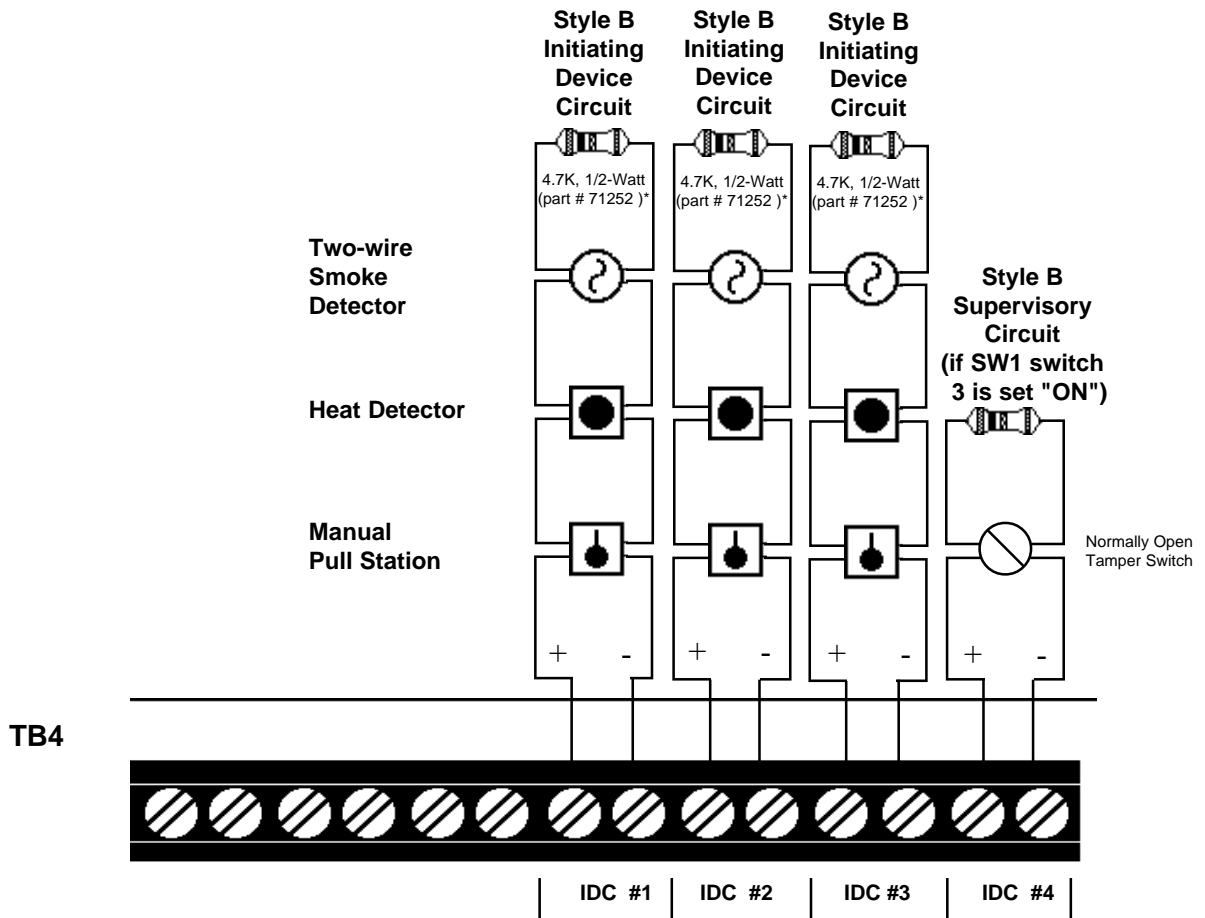 Style B
Initiating
Device
Circuit
Style B
Initiating
Device
Circuit
Style B
Initiating
Device
Circuit
4.7K, 1/2-Watt
(part # 71252 )*
4.7K, 1/2-Watt
(part # 71252 )*
4.7K, 1/2-Watt
(part # 71252 )*
Two-wire
Smoke
Detector
Style B
Supervisory
Circuit
(if SW1 switch
3 is set "ON")
Heat Detector
Manual
Pull Station
Normally Open
Tamper Switch
+ - + - + - + -
TB4
IDC #1 IDC #2 IDC #3 IDC #4